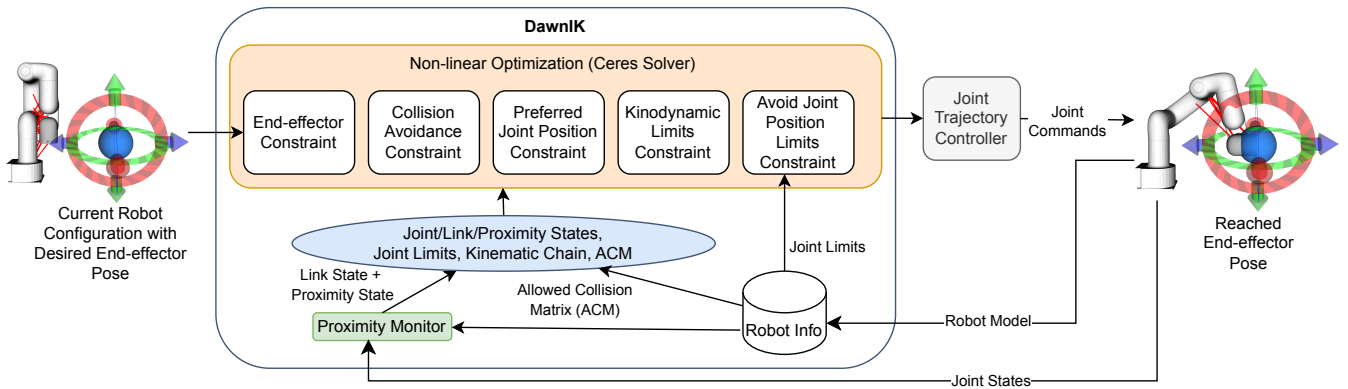 DawnIK
Non-linear Optimization (Ceres Solver)
End-effector
Constraint
Collision
Avoidance
Constraint
Preferred
Joint Position
Constraint
Kinodynamic
Limits
Constraint
Avoid Joint
Position
Limits
Constraint
Joint
Trajectory
Controller
Joint
Commands
Current Robot
Configuration with
Desired End-effector
Pose
Reached
End-effector
Pose
Joint/Link/Proximity States,
Joint Limits, Kinematic Chain, ACM
Joint Limits
Link State +
Proximity State
Allowed Collision
Matrix (ACM)
Proximity Monitor
Robot Info
Robot Model
Joint States